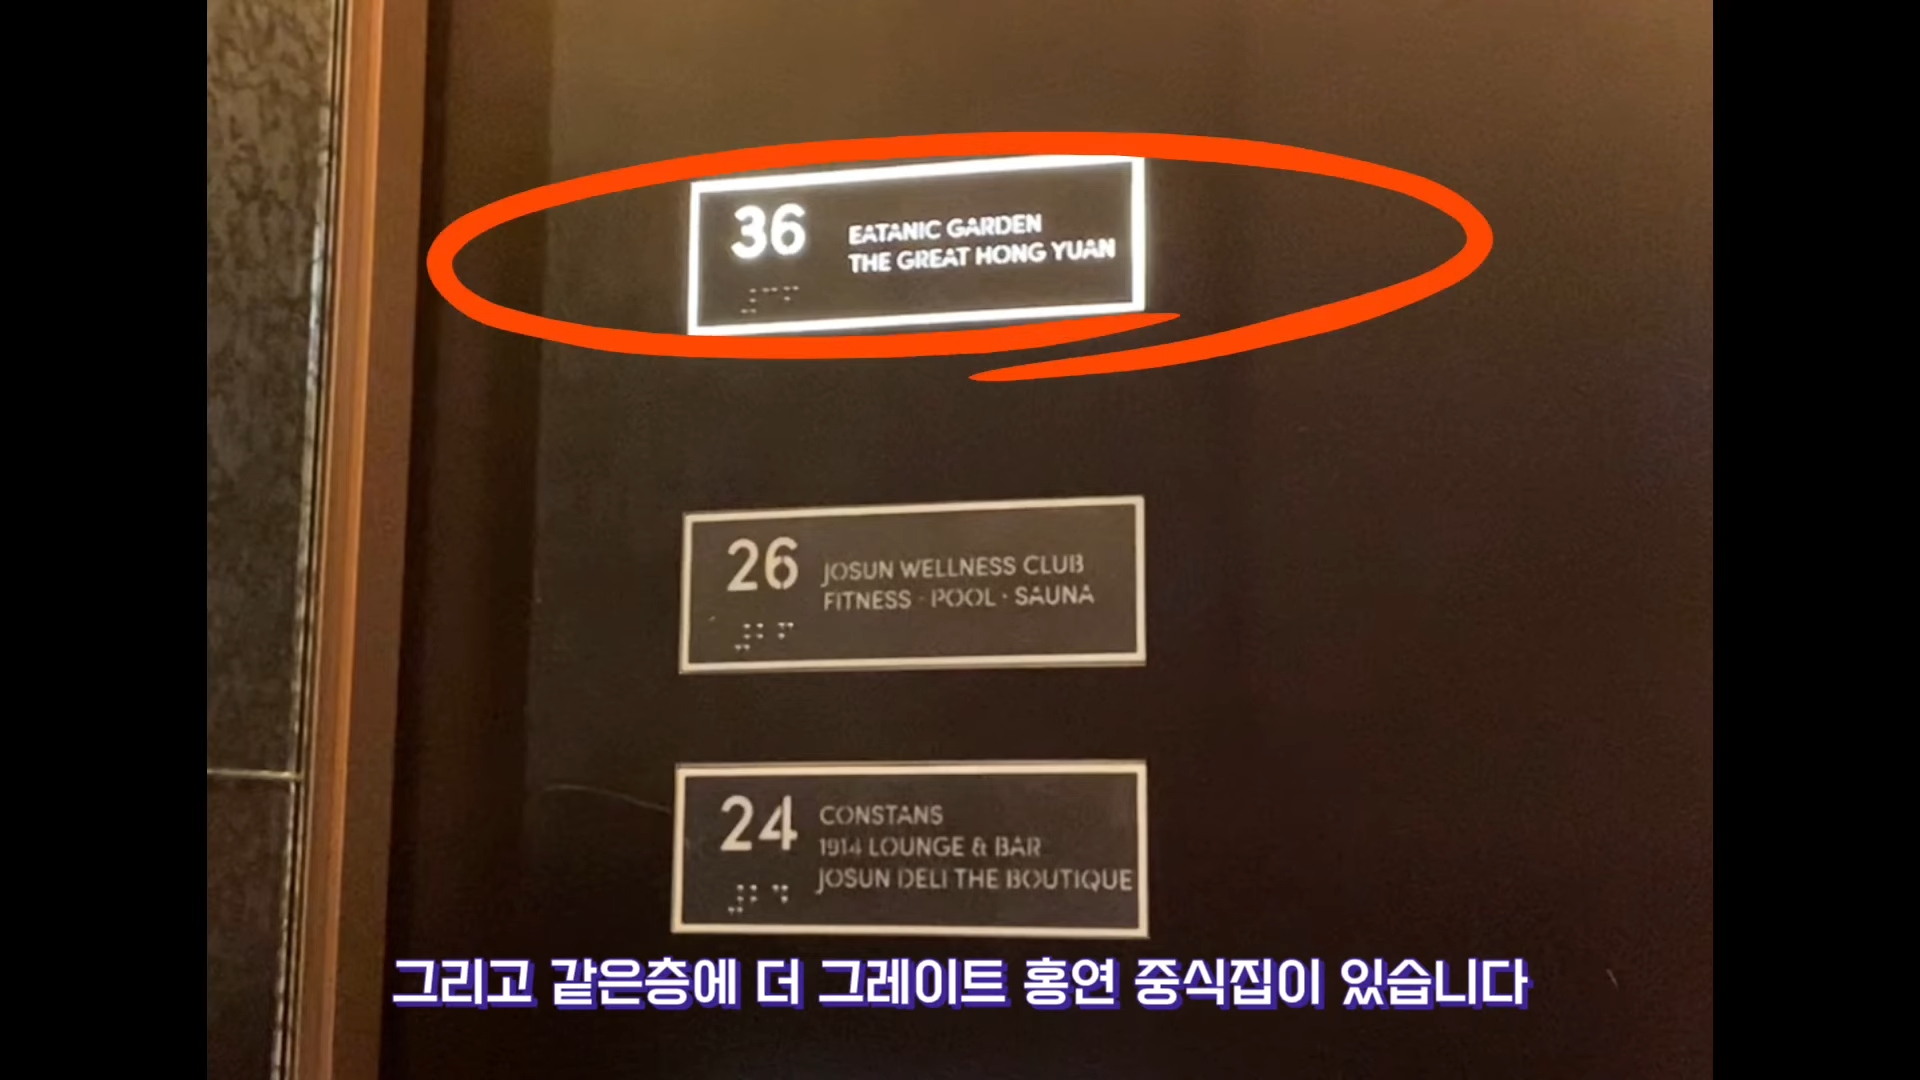 36
EATANIC GARDEN
THE GREAT HONG YUAN
26
JOSUN WELLNESS CLUB
FITNESS · POOL · SAUNA
24
CONSTANS
1914 LOUNGE & BAR
JOSUN DELI THE BOUTIQUE
그리고 같은층에 더 그레이트 홍연 중식집이 있습니다